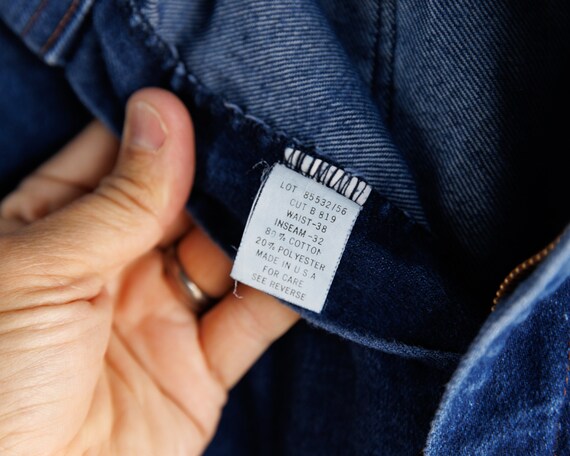 LOT 85532/56
CUT B 819
WAIST-38
INSEAM-32
80% COTTON
20% POLYESTER
MADE IN U S A
FOR CARE
SEE REVERSE